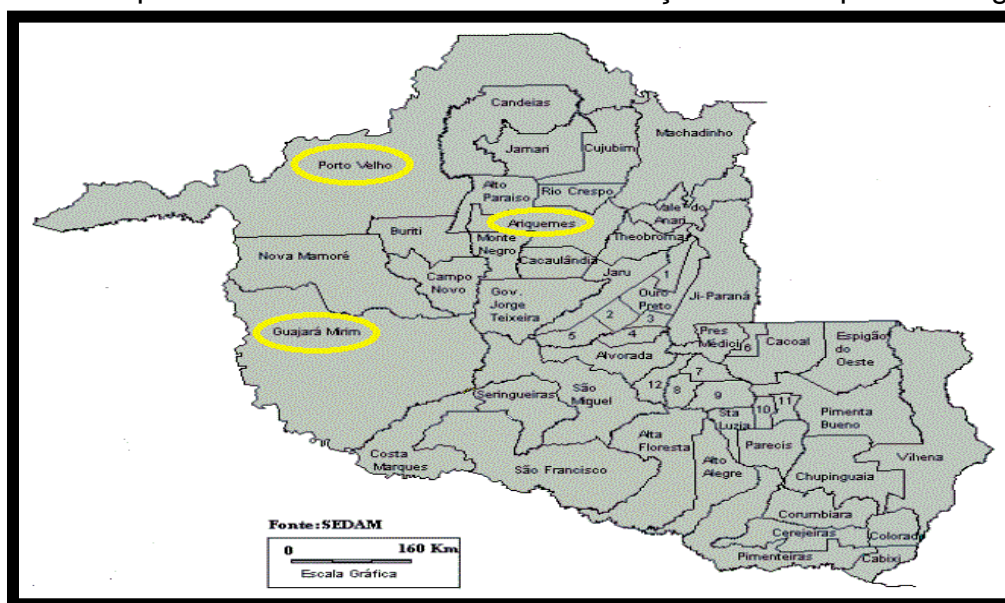 Candeias
Machadinho
Jamari
Cujubim
Porto Velho
Alto
Paraiso
Rio Crespo
Vale do
Anari
Ariquemes
Buriti
Monte
Negro
Theobroma
Nova Mamoré
Cacaulândia
Jaru
1
Campo
Novo
Gov.
Jorge
Teixeira
Ouro
Preto
Ji-Paraná
2
3
Guajará Mirim
5
4
Pres
Médici
6
Cacoal
Espigão
do
Oeste
Alvorada
7
Seringueiras
São
Miguel
12
8
9
Sta
Luzia
10
11
Pimenta
Bueno
Alta
Floresta
Parecis
Vilhena
Costa
Marques
São Francisco
Alto
Alegre
Chupinguaia
Corumbiara
Cerejeiras
Colorado
Pimenteiras
Cabixi
Fonte:SEDAM
0 160 Km
Escala Gráfica